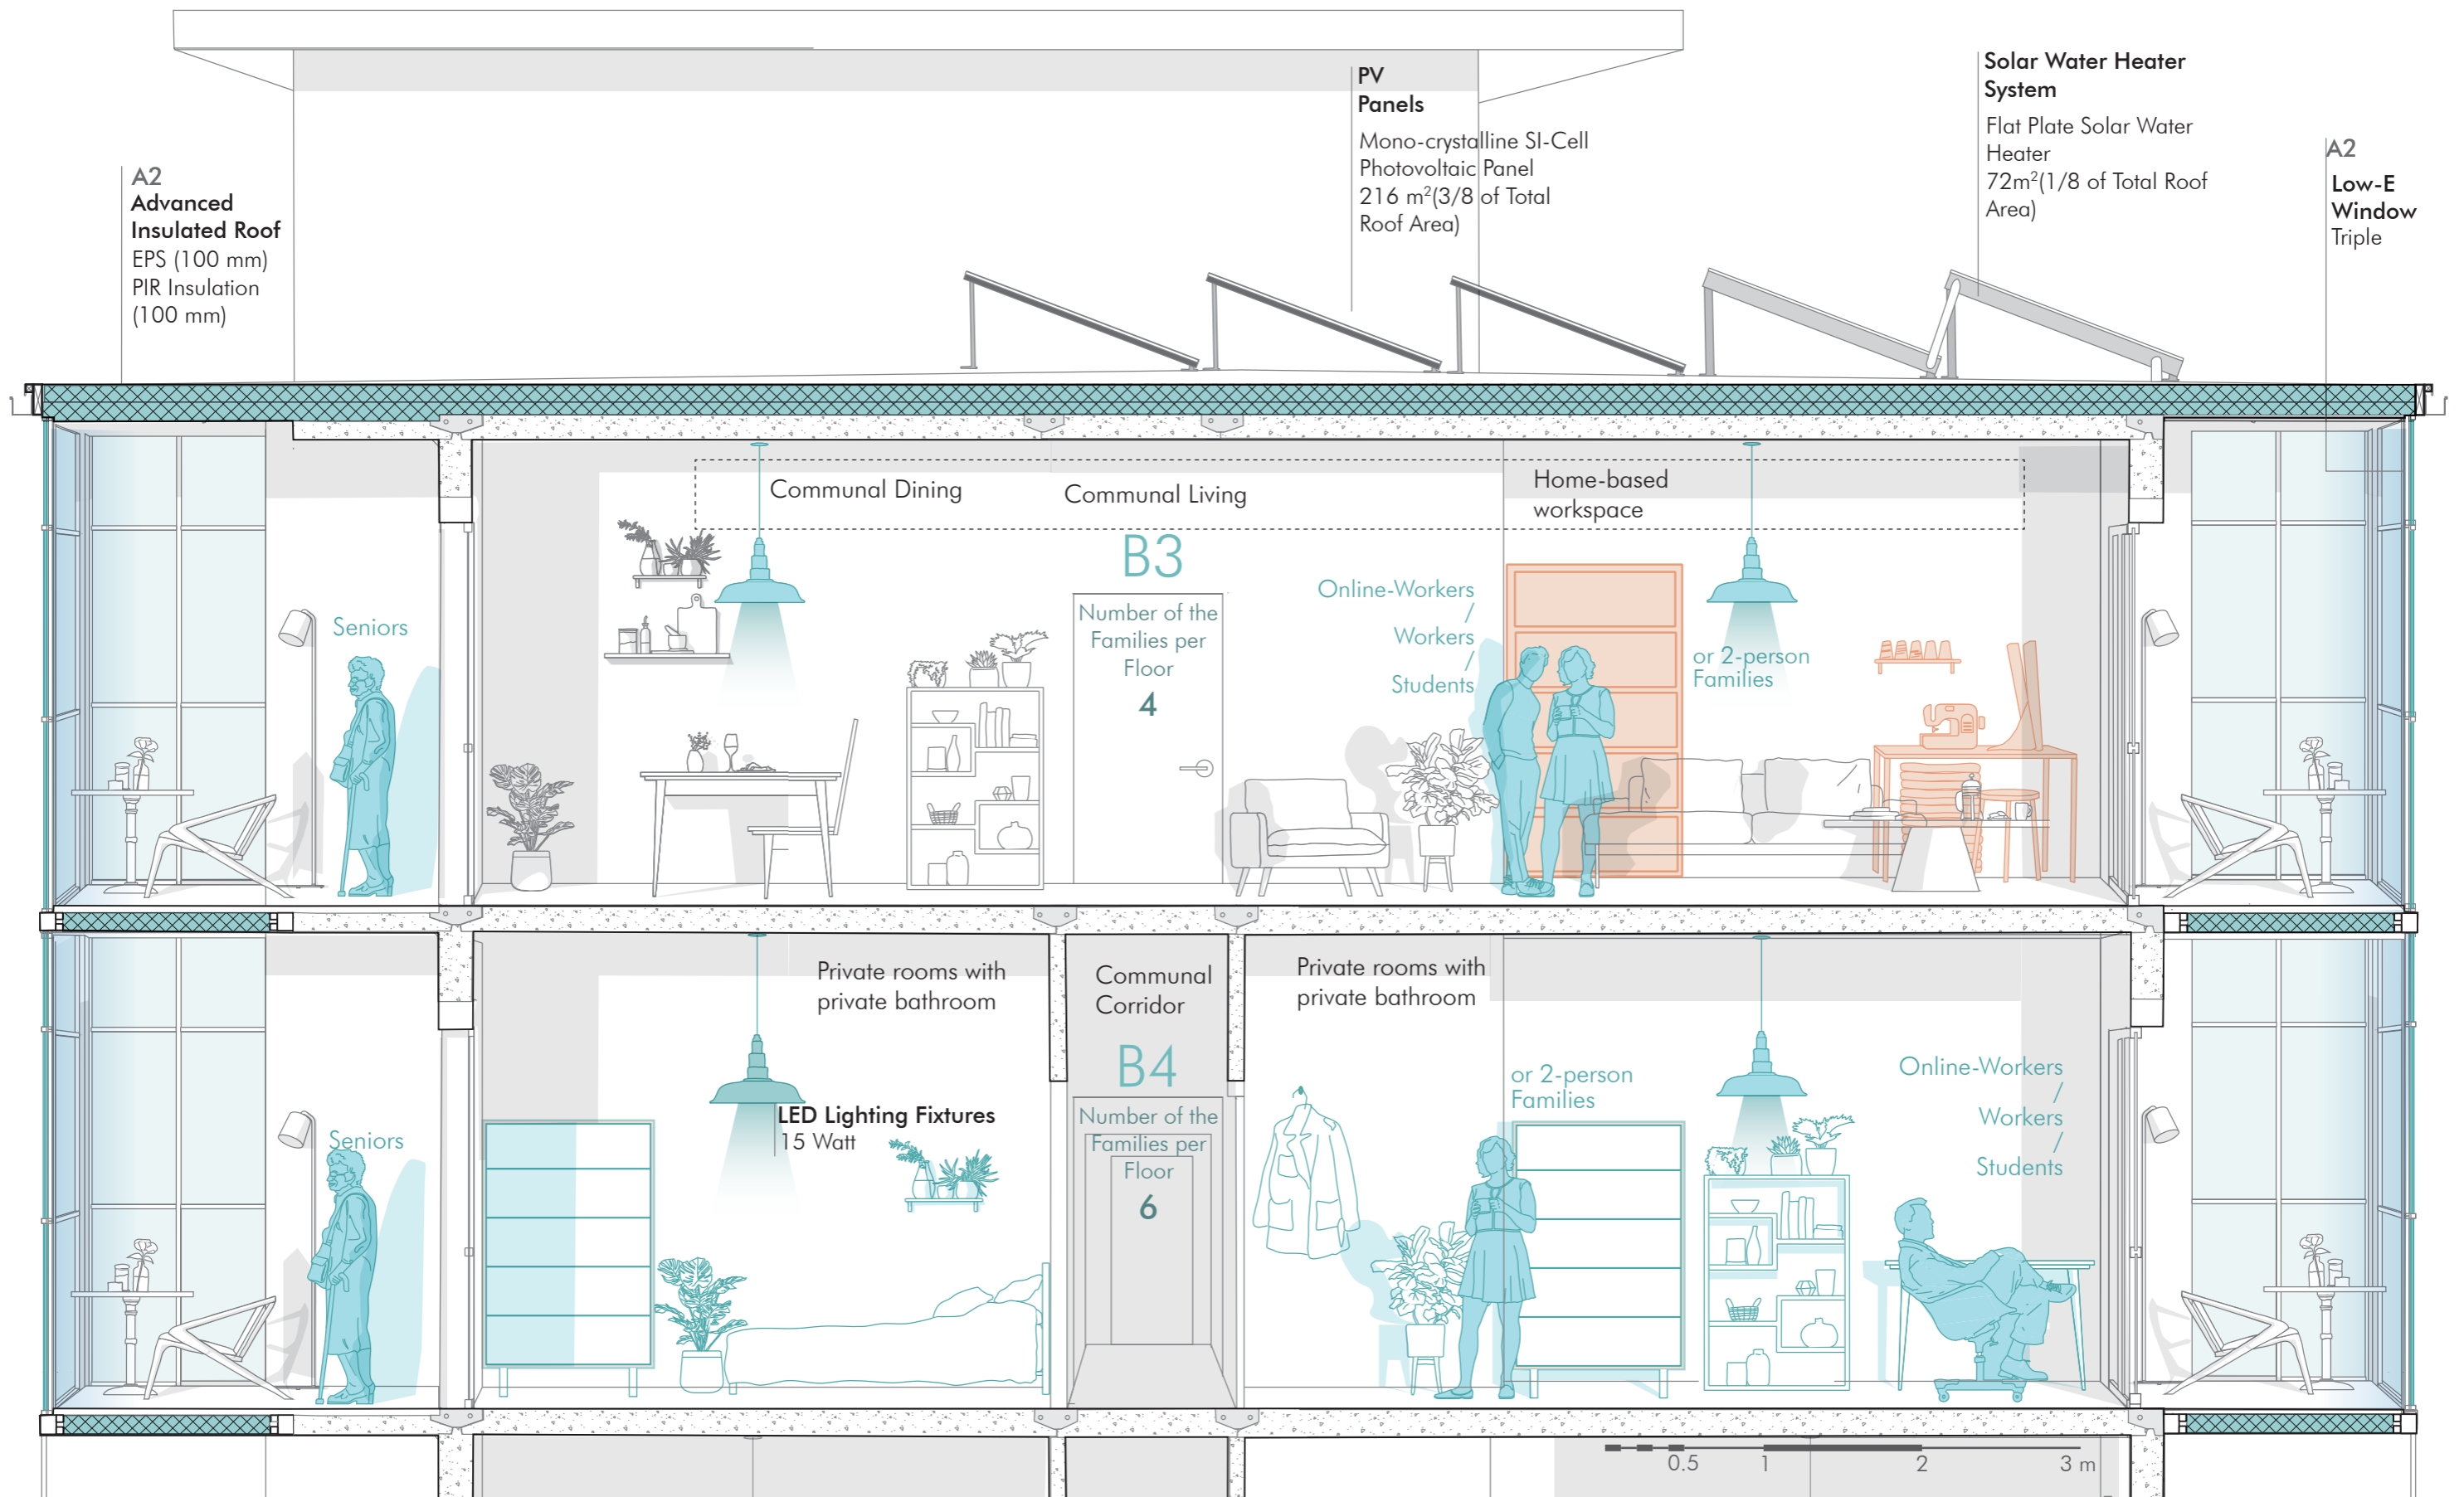 PV
Panels
Mono-crystalline SI-Cell
Photovoltaic Panel
216 m²(3/8 of Total
Roof Area)
Solar Water Heater
System
Flat Plate Solar Water
Heater
72m²(1/8 of Total Roof
Area)
A2
Low-E
Window
Triple
A2
Advanced
Insulated Roof
EPS (100 mm)
PIR Insulation
(100 mm)
Communal Dining
Communal Living
Home-based
workspace
B3
Number of the
Families per
Floor
4
Seniors
Online-Workers
/
Workers
/
Students
or 2-person
Families
Private rooms with
private bathroom
Communal
Corridor
Private rooms with
private bathroom
B4
Number of the
Families per
Floor
6
LED Lighting Fixtures
15 Watt
Seniors
or 2-person
Families
Online-Workers
/
Workers
/
Students
0.5 1 2 3 m